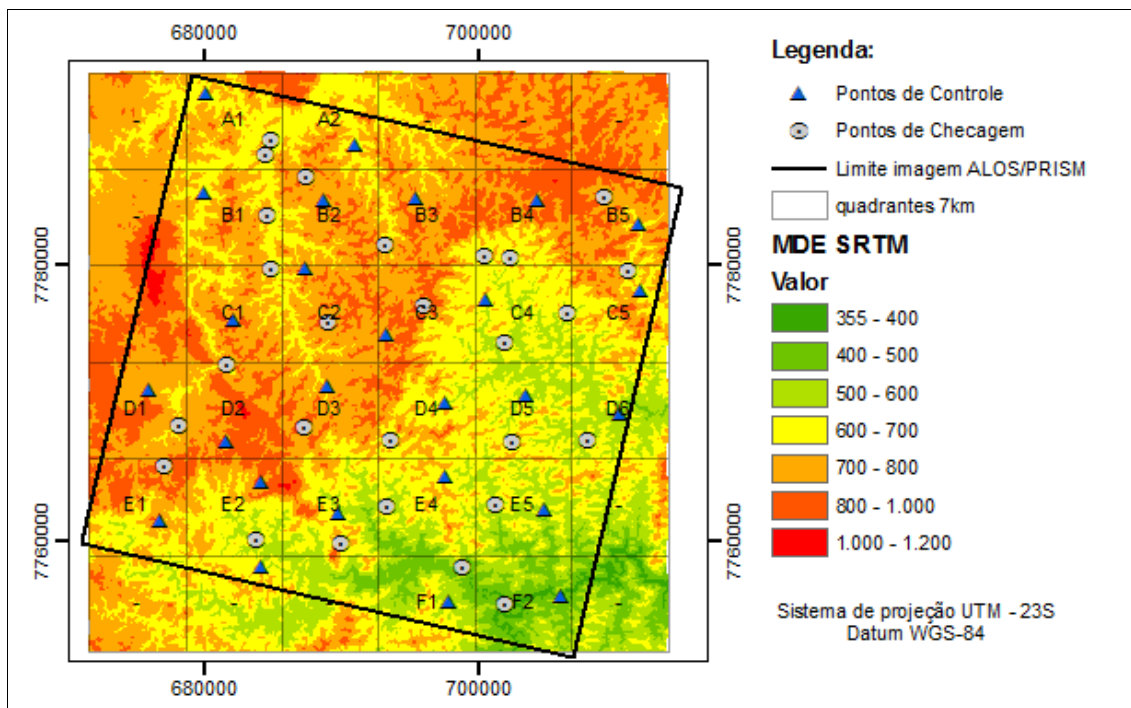 680000 700000
Legenda:
Pontos de Controle
Pontos de Checagem
Limite imagem ALOS/PRISM
quadrantes 7km
MDE SRTM
Valor
355 - 400
400 - 500
500 - 600
600 - 700
700 - 800
800 - 1.000
1.000 - 1.200
Sistema de projeção UTM - 23S
Datum WGS-84
- A1 A2 - - -
- B1 B2 B3 B4 B5
7780000 7780000
C1 C2 C3 C4 C5
D1 D2 D3 D4 D5 D6
E1 E2 E3 E4 E5 -
7760000 7760000
- - F1 F2 -
680000 700000